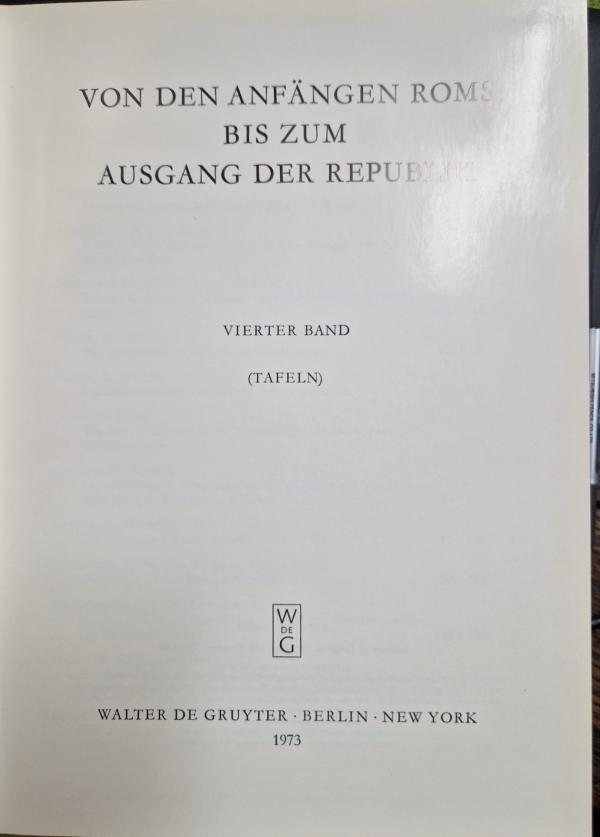 VON DEN ANFÄNGEN ROMS
BIS ZUM
AUSGANG DER REPUBLIK
VIERTER BAND
(TAFELN)
W
DE
G
WALTER DE GRUYTER · BERLIN · NEW YORK
1973